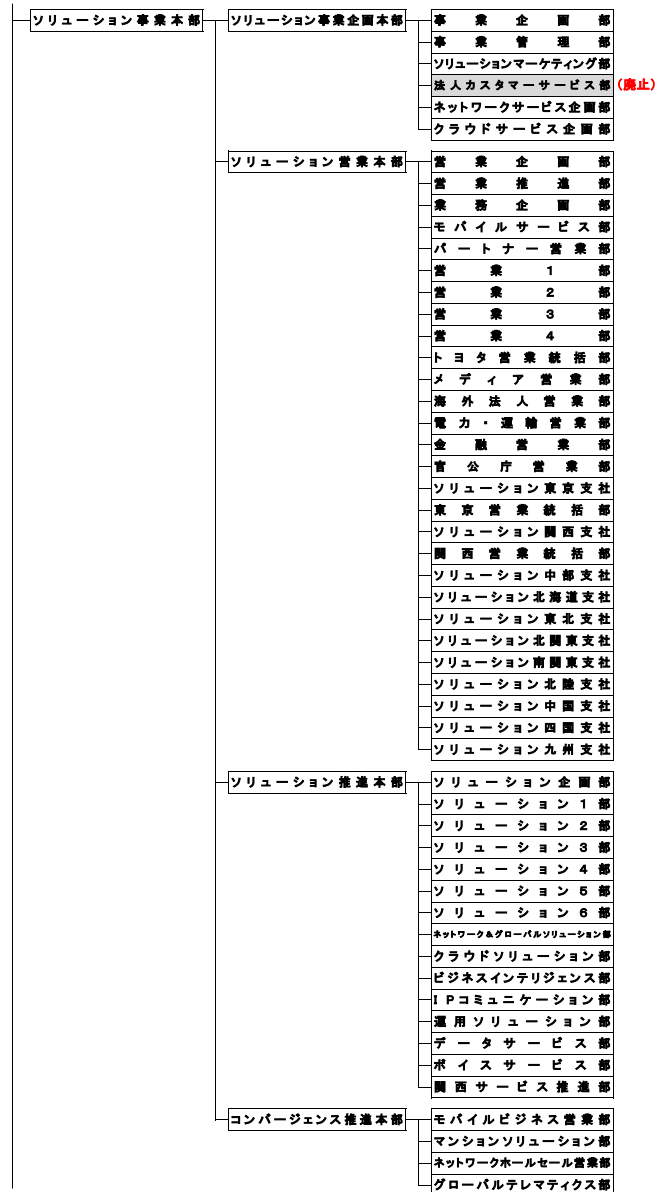 ソリューション事業本部
ソリューション事業企画本部
事業企画部
事業管理部
ソリューションマーケティング部
法人カスタマーサービス部 (廃止)
ネットワークサービス企画部
クラウドサービス企画部
ソリューション営業本部
営業企画部
営業推進部
業務企画部
モバイルサービス部
パートナー営業部
営業1部
営業2部
営業3部
営業4部
トヨタ営業統括部
メディア営業部
海外法人営業部
電力・運輸営業部
金融営業部
官公庁営業部
ソリューション東京支社
東京営業統括部
ソリューション関西支社
関西営業統括部
ソリューション中部支社
ソリューション北海道支社
ソリューション東北支社
ソリューション北関東支社
ソリューション南関東支社
ソリューション北陸支社
ソリューション中国支社
ソリューション四国支社
ソリューション九州支社
ソリューション推進本部
ソリューション企画部
ソリューション1部
ソリューション2部
ソリューション3部
ソリューション4部
ソリューション5部
ソリューション6部
ネットワーク&グローバルソリューション部
クラウドソリューション部
ビジネスインテリジェンス部
IPコミュニケーション部
運用ソリューション部
データサービス部
ボイスサービス部
関西サービス推進部
コンバージェンス推進本部
モバイルビジネス営業部
マンションソリューション部
ネットワークホールセール営業部
グローバルテレマティクス部